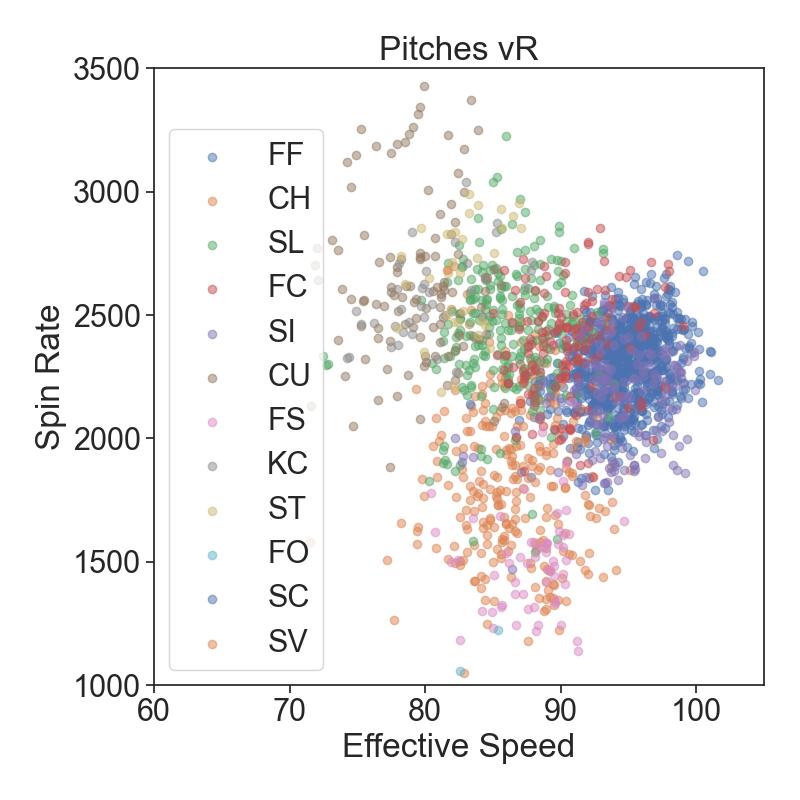 Pitches vR
3500
3000
2500
2000
1500
1000
Spin Rate
FF
CH
SL
FC
SI
CU
FS
KC
ST
FO
SC
SV
60 70 80 90 100
Effective Speed